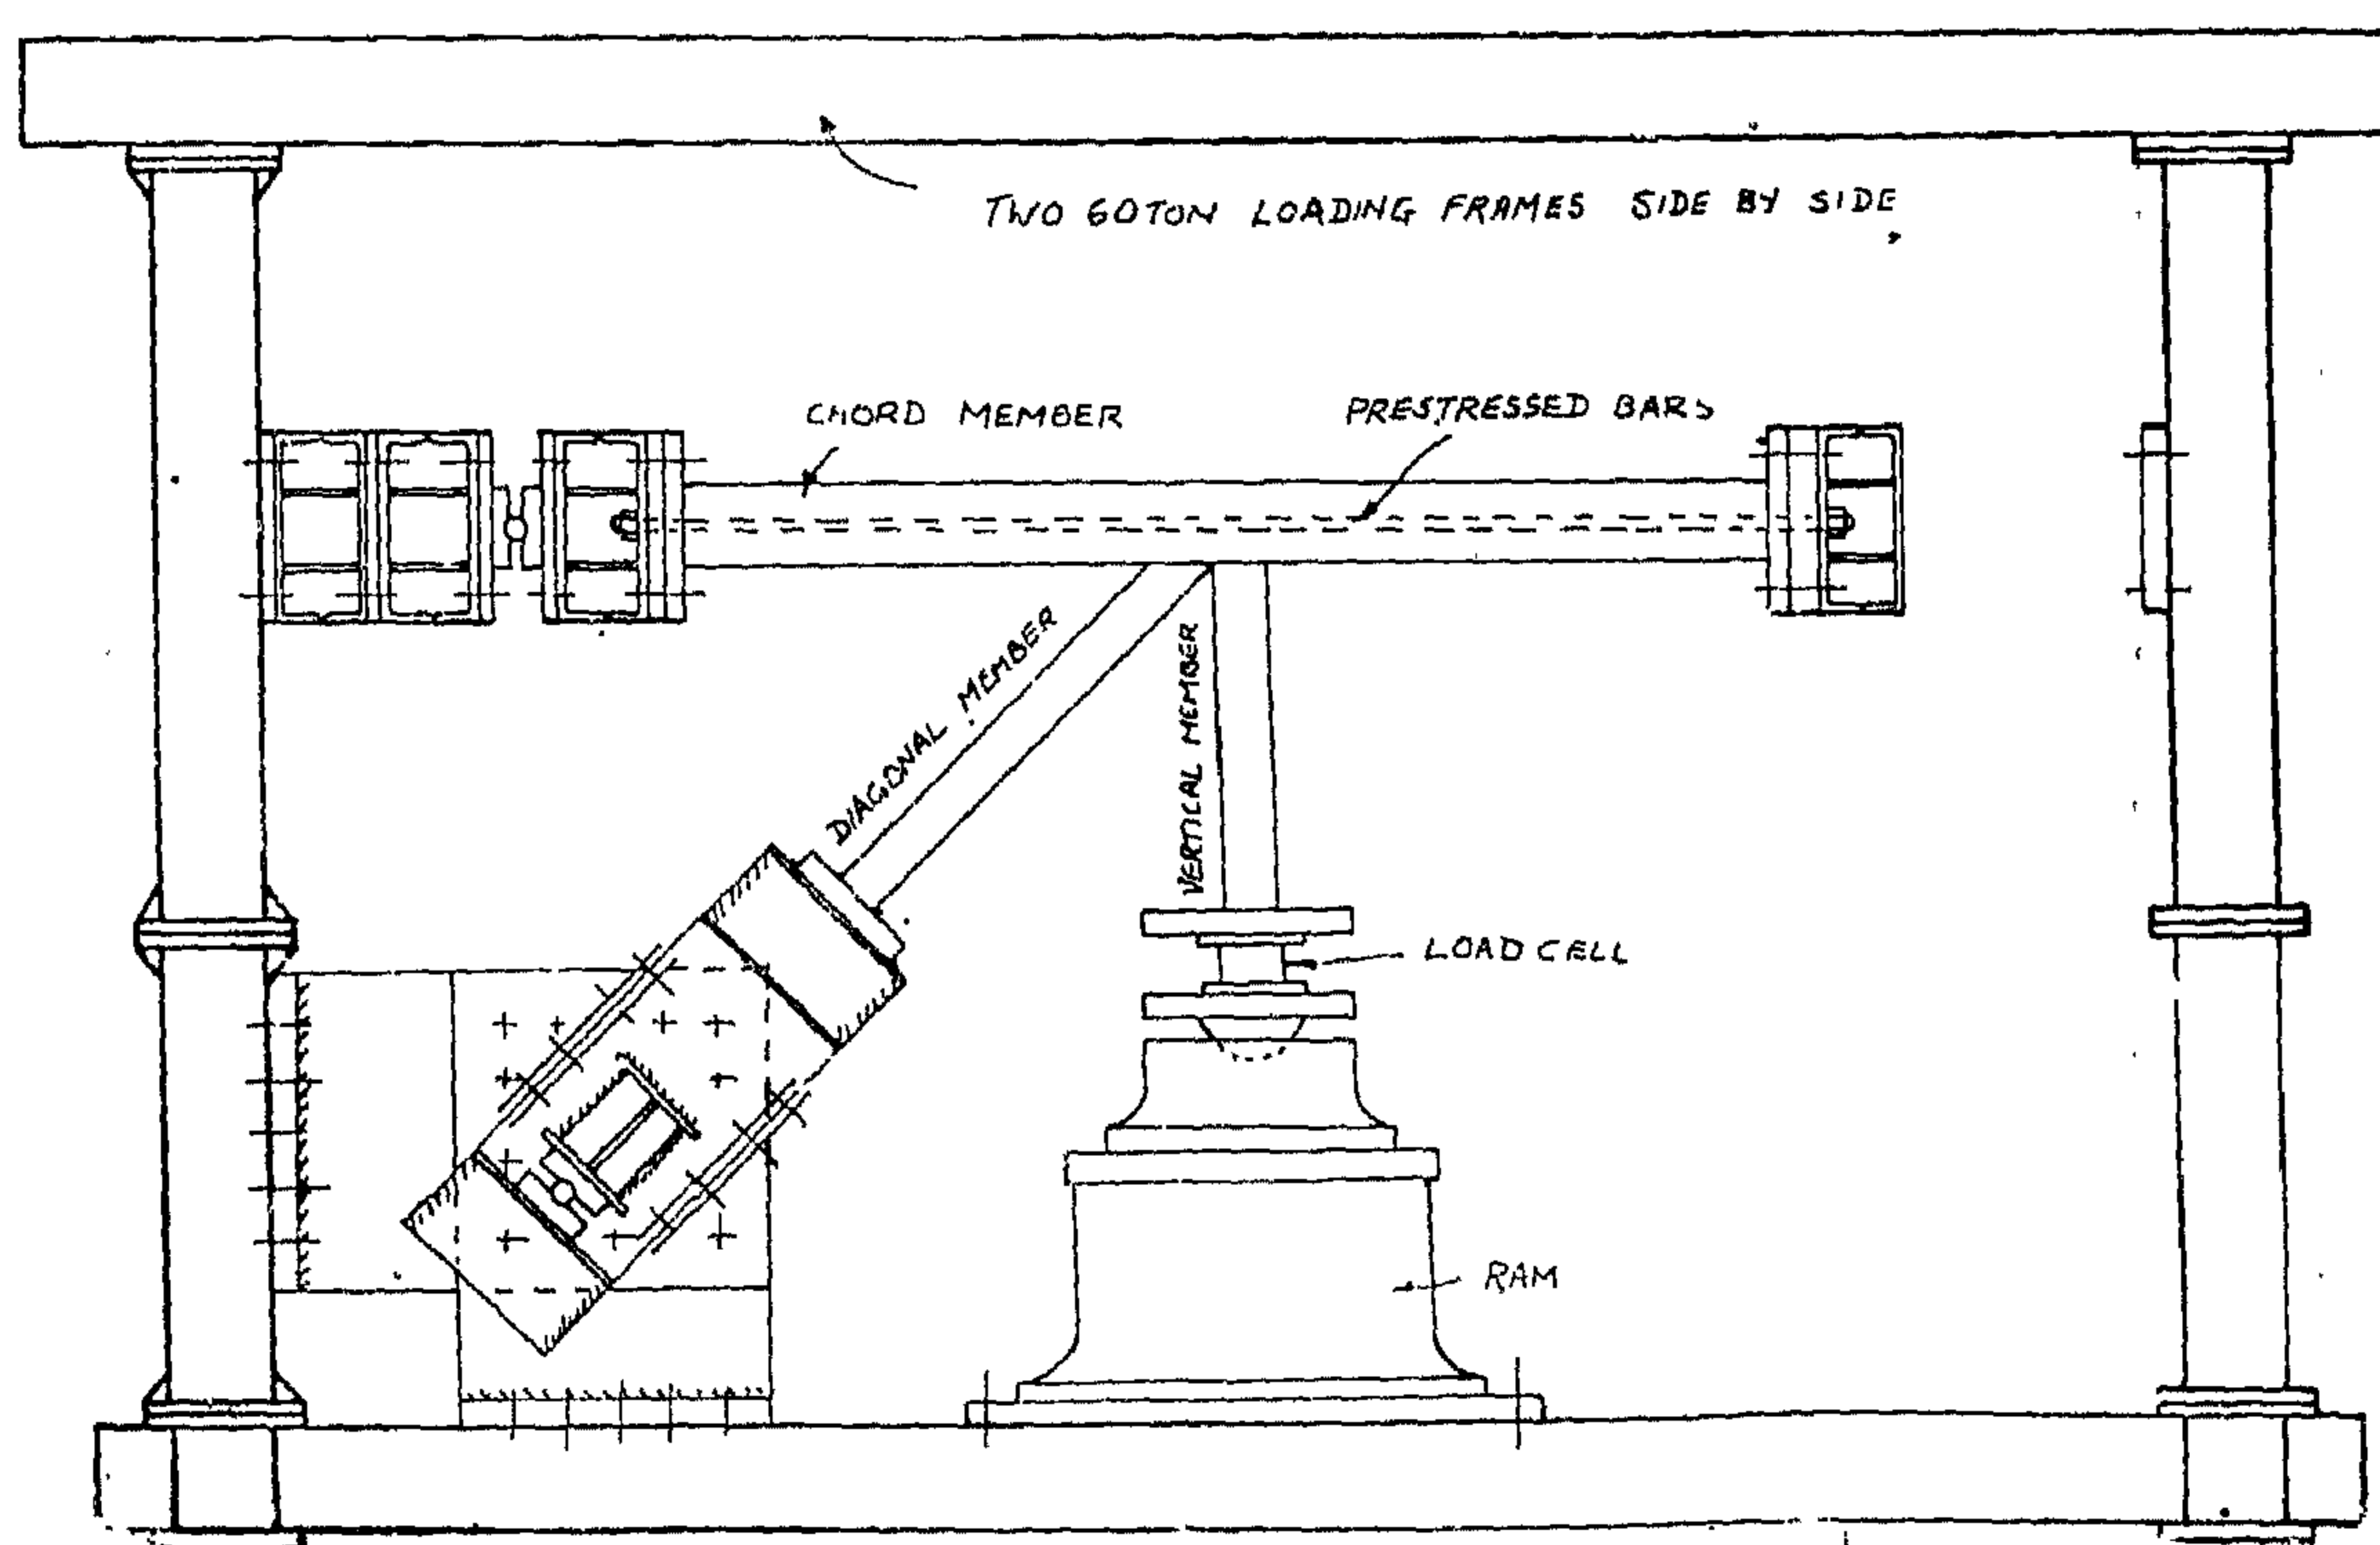 TWO 60TON LOADING FRAMES SIDE BY SIDE
CHORD MEMBER
PRESTRESSED BARS
DIAGONAL MEMBER
VERTICAL MEMBER
LOAD CELL
RAM